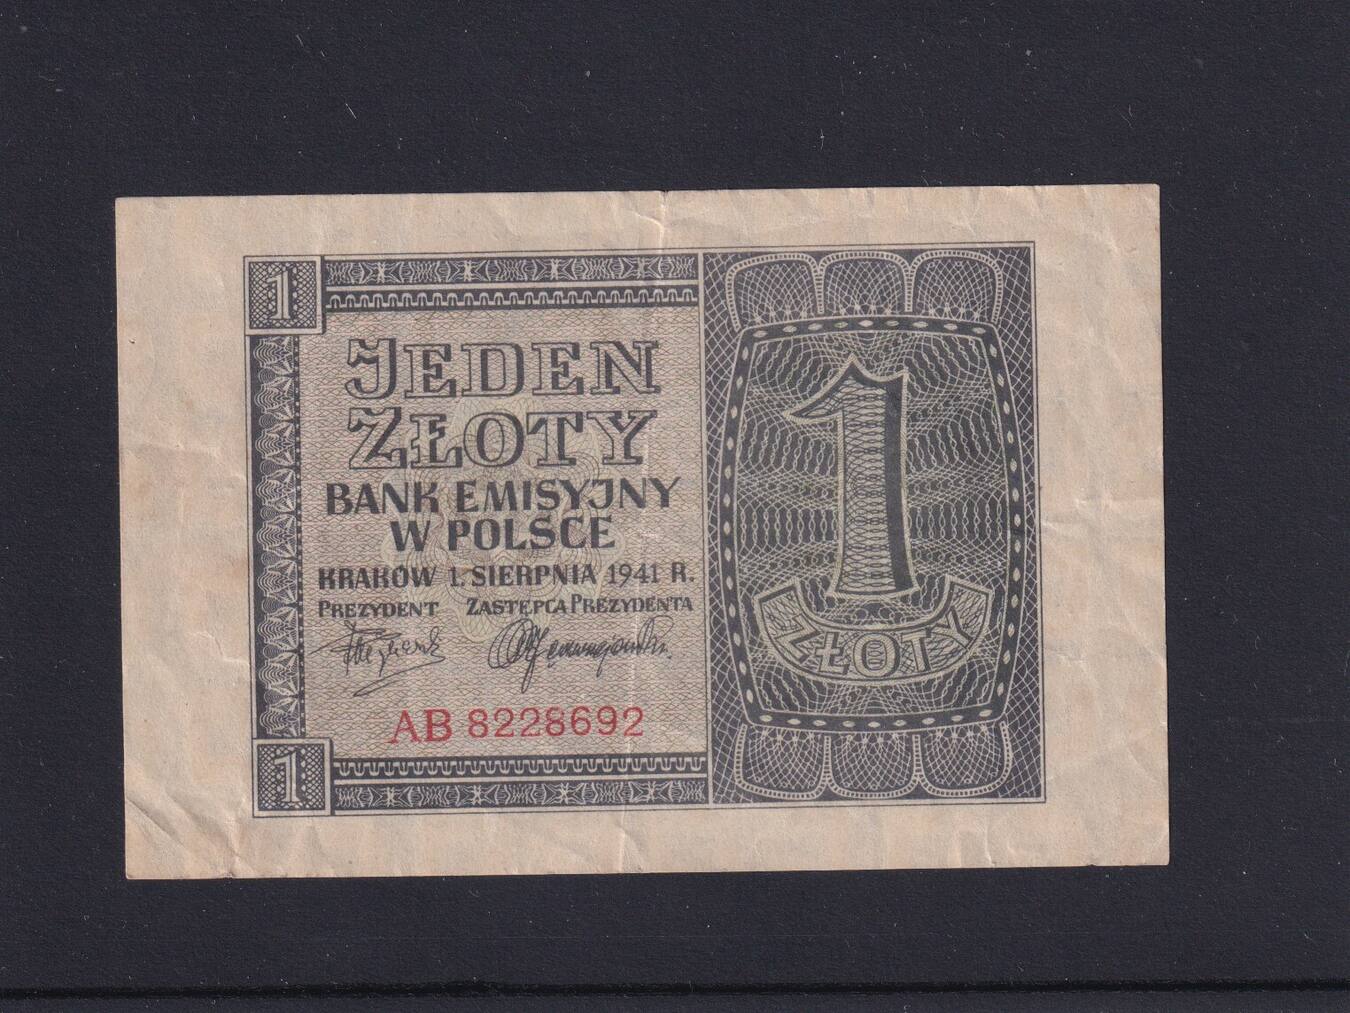 1
JEDEN
ZŁOTY
BANK EMISYJNY
W POLSCE
KRAKÓW 1. SIERPNIA 1941 R.
PREZYDENT ZASTĘPCA PREZYDENTA
AB 8228692
1
1
ZŁOTY